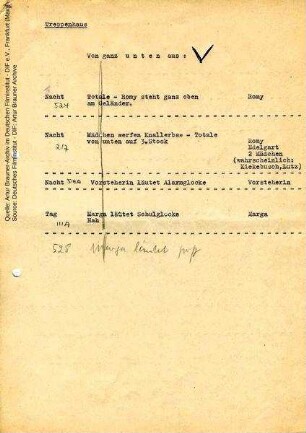 Treppenhaus
Von ganz unten aus:
Nacht Totale - Romy steht ganz oben Romy
524 am Geländer.
Nacht Mädchen werfen Knallerbse - Totale
217 von unten auf 3.Stock Romy
Edelgart
2 Mädchen
(wahrscheinlich:
Riekebusch, Lutz)
Nacht Vorsteherin läutet Alarmglocke Vorsteherin
Tag Marga läutet Schulglocke Marga
111A Nah
528 Marga läutet
Quelle: Artur Brauner-Archiv im Deutschen Filminstitut - DIF e.V., Frankfurt (Main)
Source: Deutsches Filminstitut - DIF/ Artur Brauner Archive